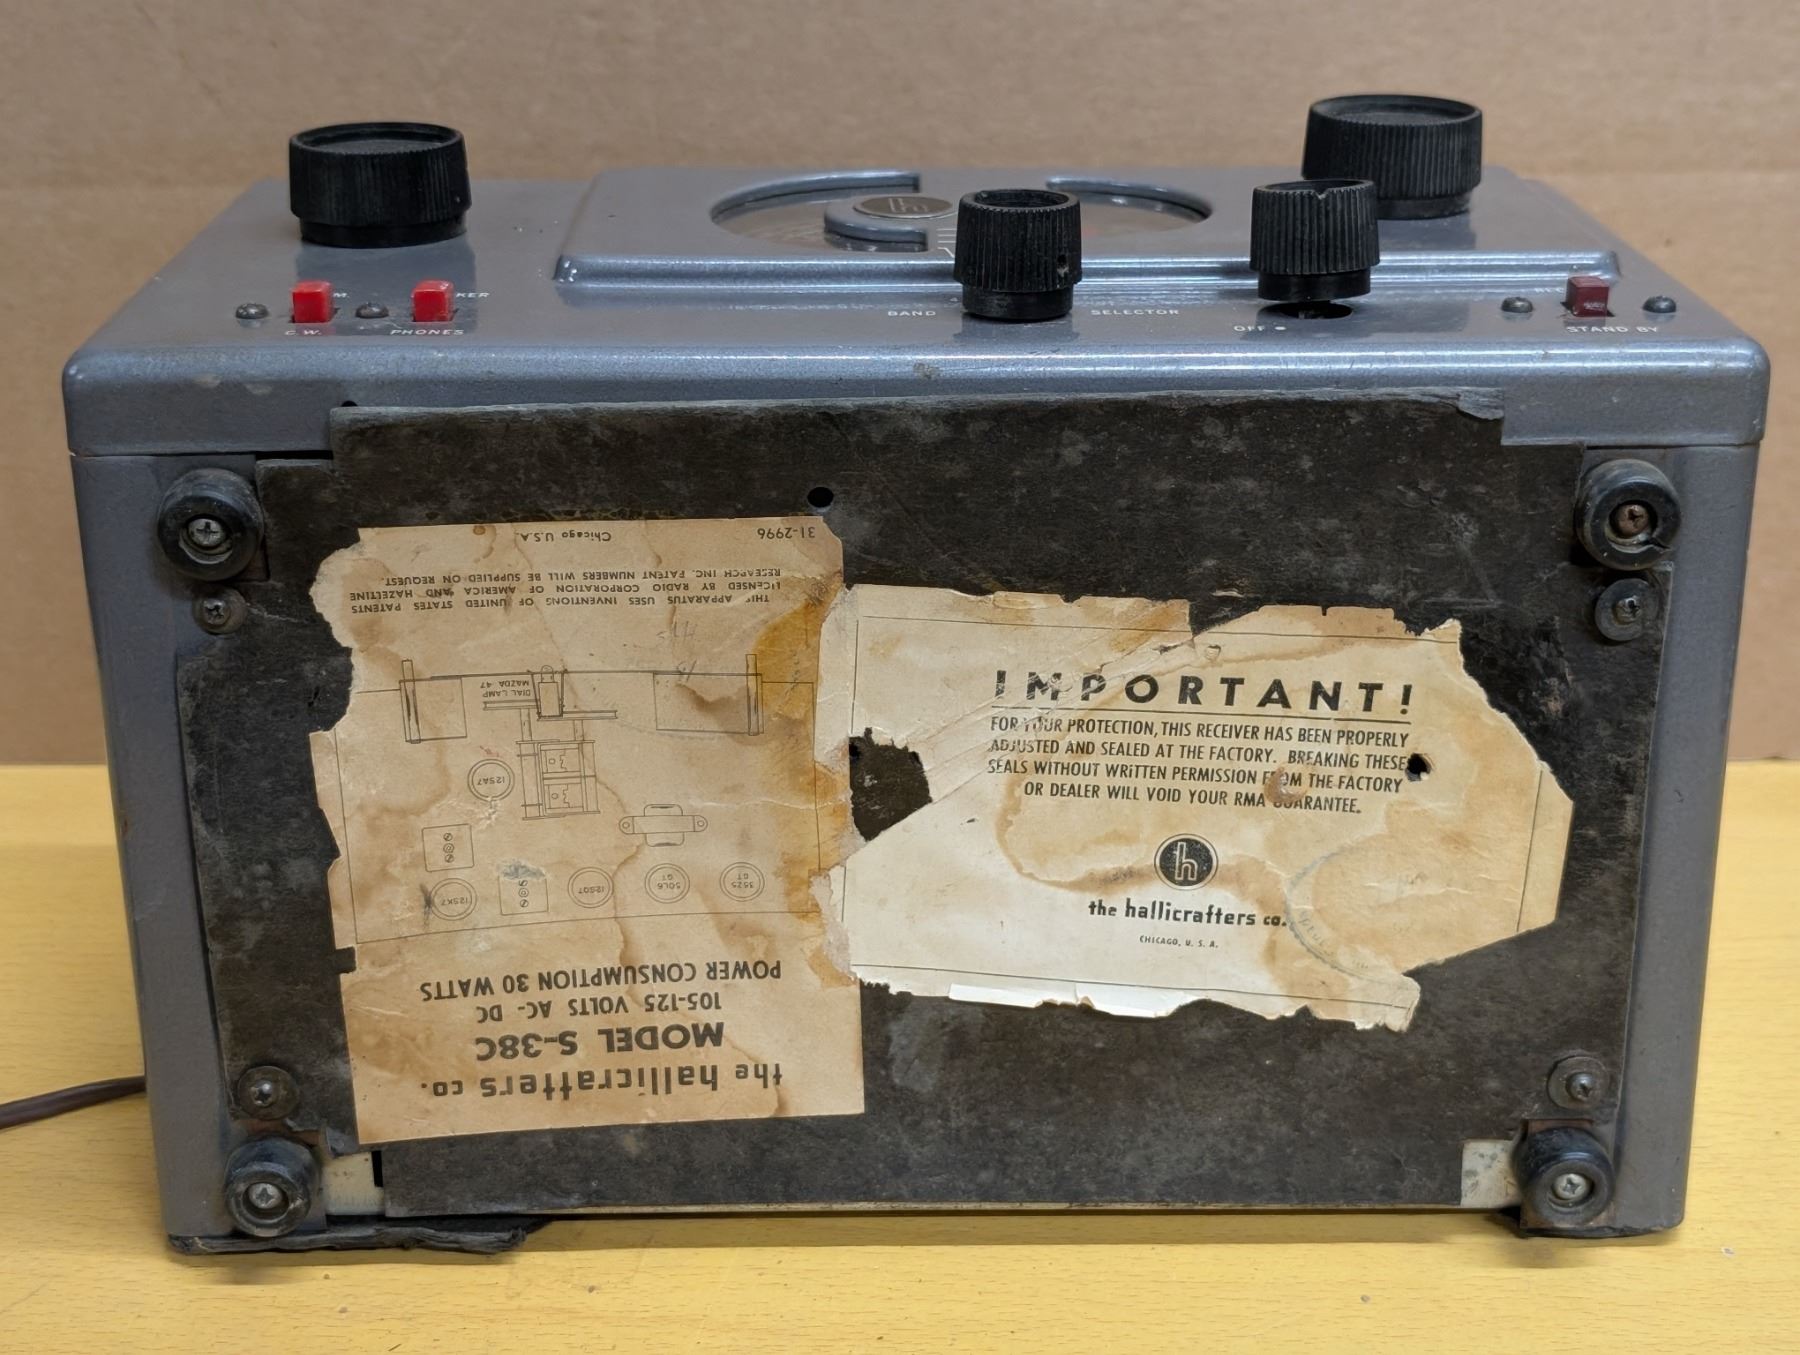 C.W.
PHONES
BAND
SELECTOR
OFF
STAND BY
the hallicrafters co.
MODEL S-38C
105-125 VOLTS AC- DC
POWER CONSUMPTION 30 WATTS
12SK7
12SQ7
50L6
GT
35Z5
GT
12SA7
DIAL LAMP
MAZDA 47
THIS APPARATUS USES INVENTIONS OF UNITED STATES PATENTS
LICENSED BY RADIO CORPORATION OF AMERICA AND HAZELTINE
RESEARCH INC. PATENT NUMBERS WILL BE SUPPLIED ON REQUEST.
31-2996
Chicago U.S.A.
IMPORTANT!
FOR YOUR PROTECTION, THIS RECEIVER HAS BEEN PROPERLY
ADJUSTED AND SEALED AT THE FACTORY. BREAKING THESE
SEALS WITHOUT WRITTEN PERMISSION FROM THE FACTORY
OR DEALER WILL VOID YOUR RMA GUARANTEE.
h
the hallicrafters co.
CHICAGO, U. S. A.